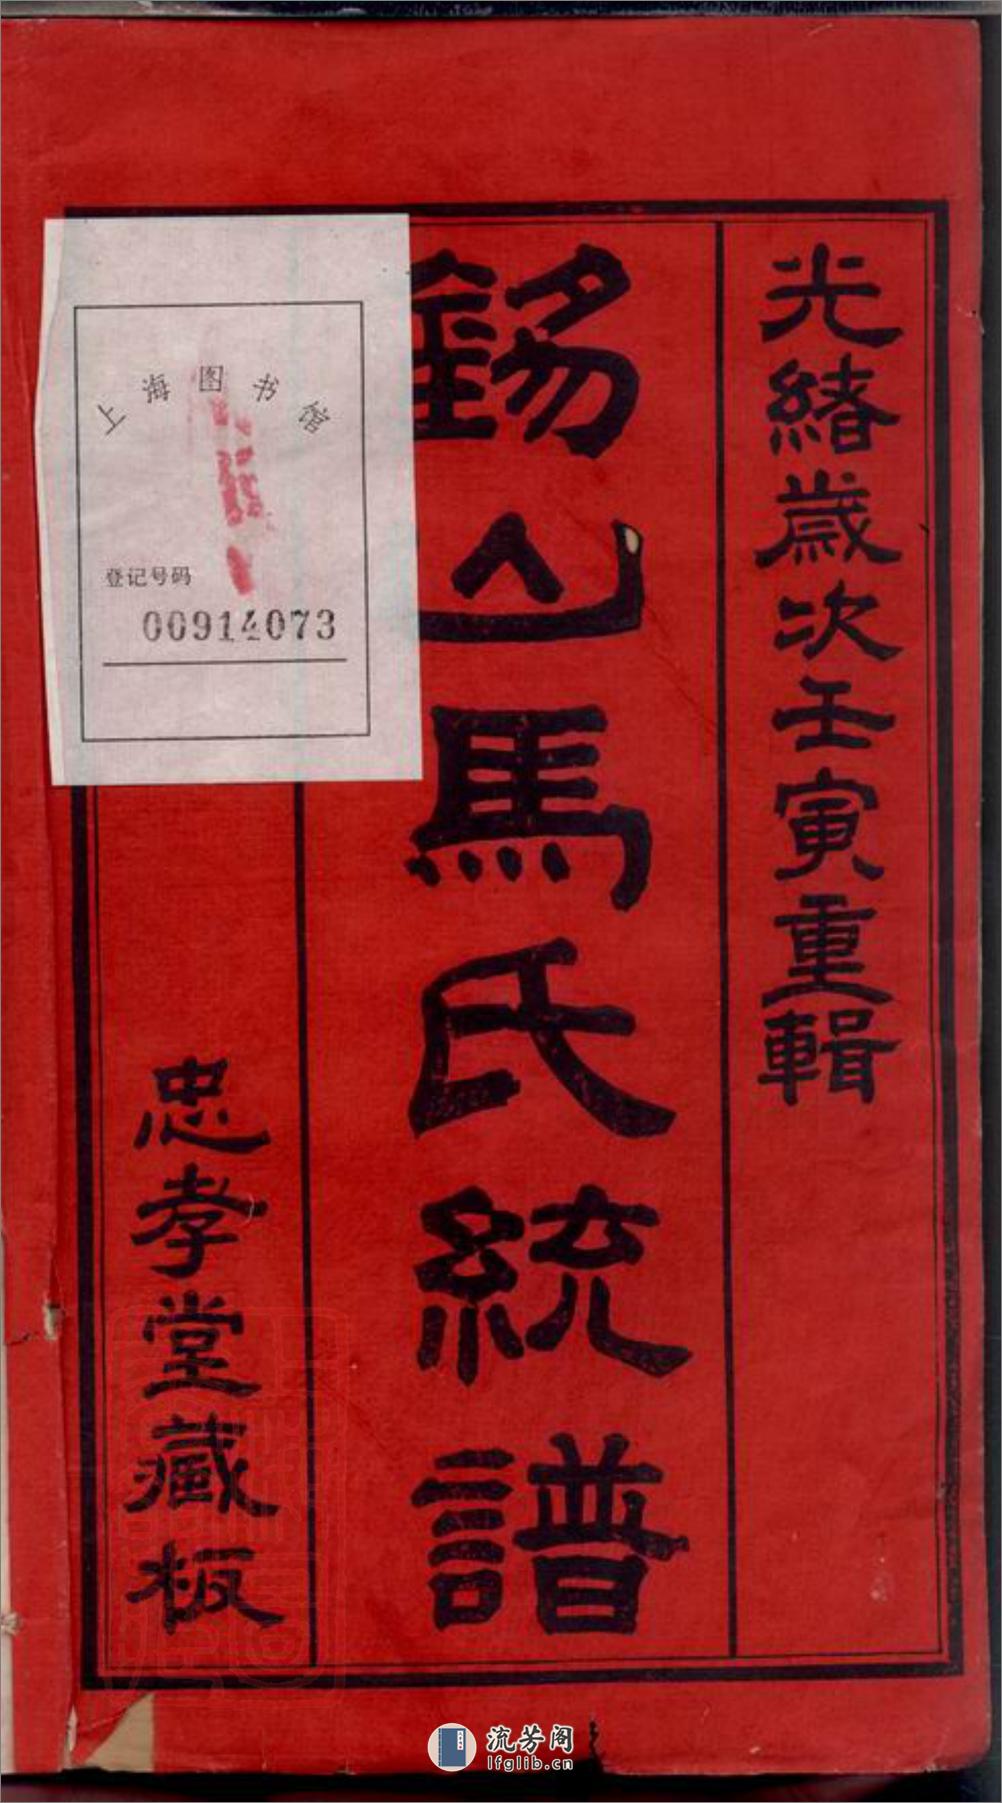 光緒歲次壬寅重輯
錫山馬氏統譜
忠孝堂藏板
上海图书馆
登记号码
00914073
流芳阁
lfglib.cn